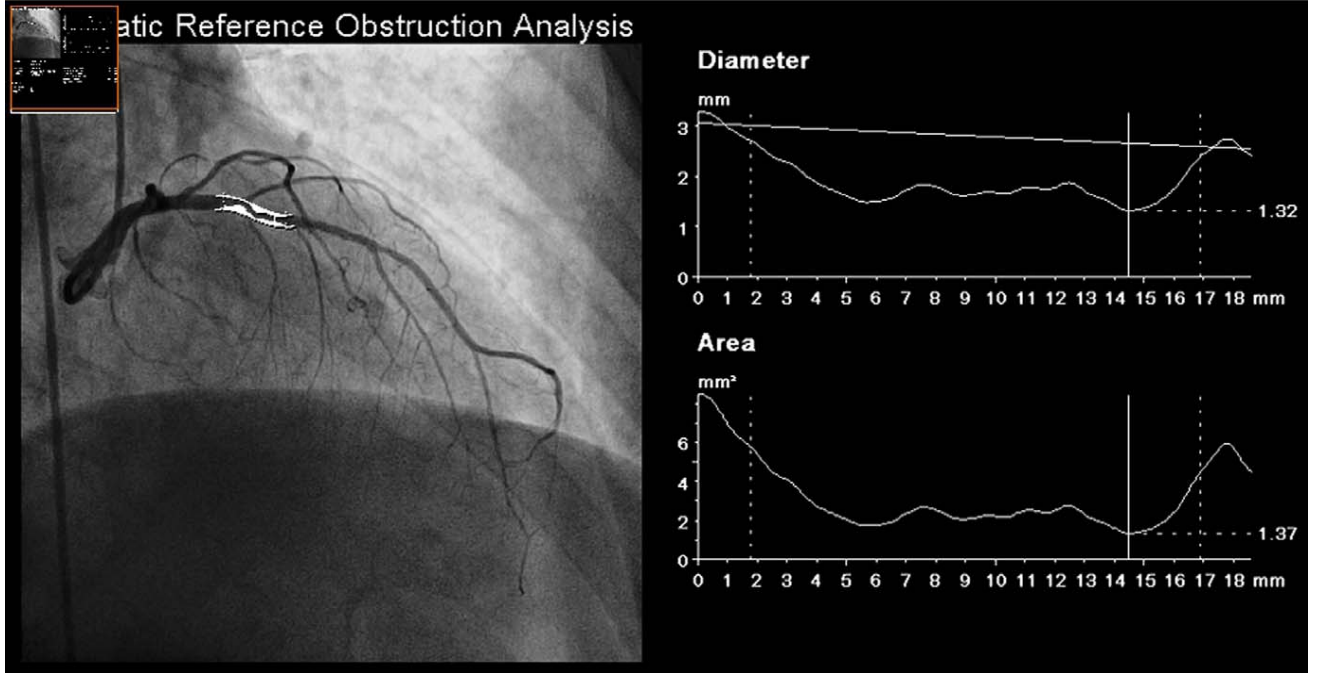 atic Reference Obstruction Analysis
Diameter
mm
3
2
1
0
1.32
0 1 2 3 4 5 6 7 8 9 10 11 12 13 14 15 16 17 18 mm
Area
mm²
6
4
2
0
1.37
0 1 2 3 4 5 6 7 8 9 10 11 12 13 14 15 16 17 18 mm